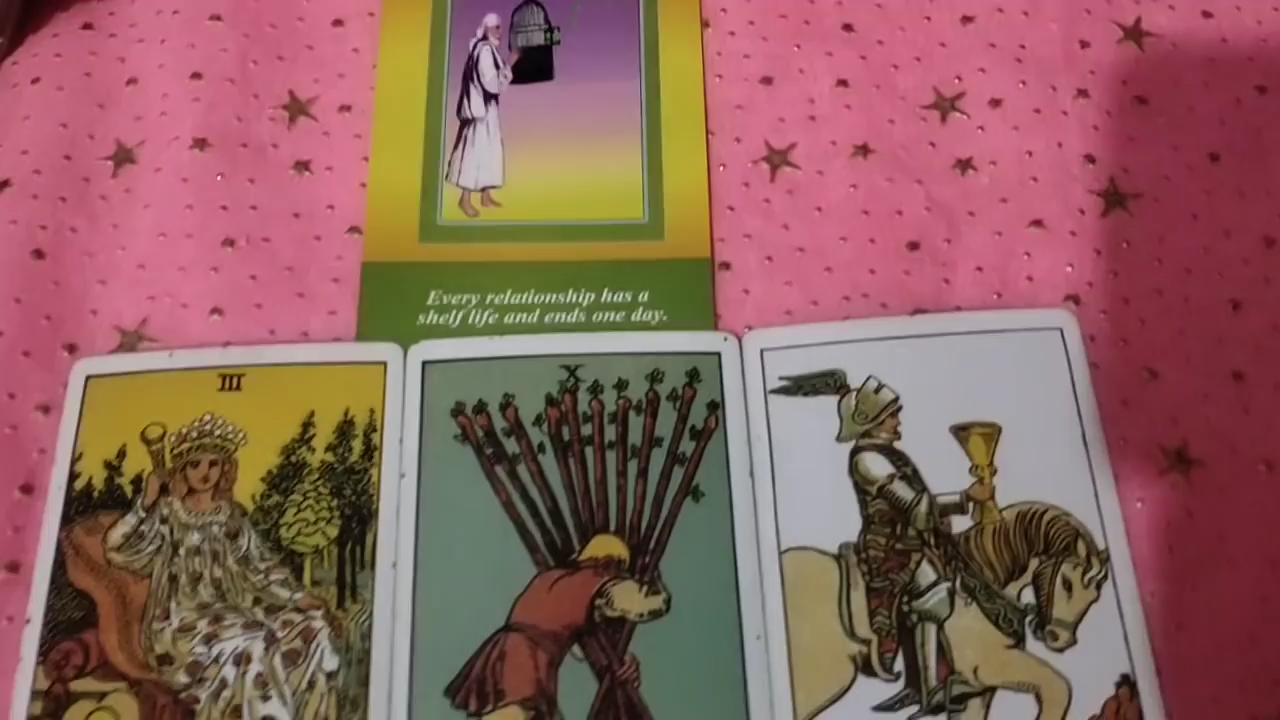 Every relationship has a
shelf life and ends one day.
III
X